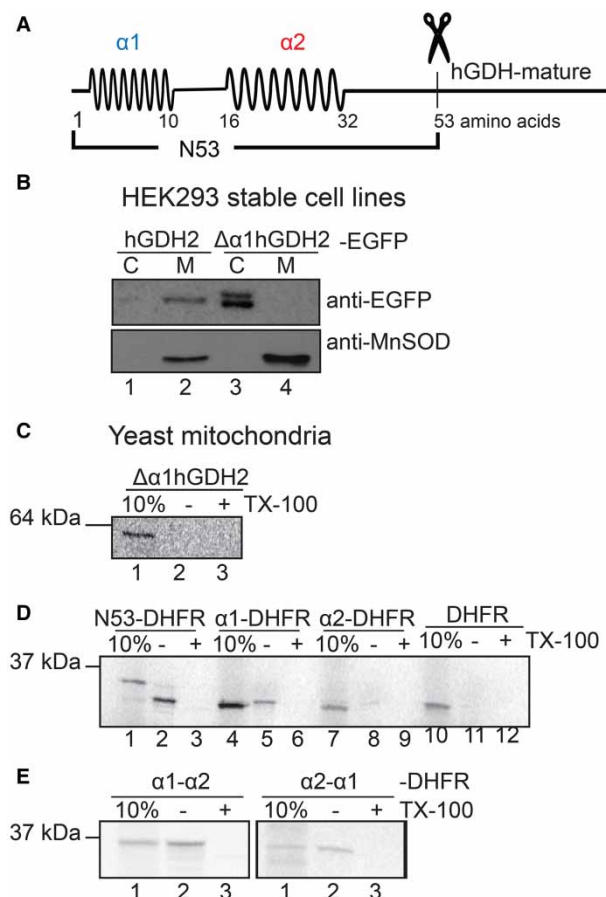 A
α1 α2
hGDH-mature
1 10 16 32 53 amino acids
N53
B
HEK293 stable cell lines
hGDH2 Δα1hGDH2 -EGFP
C M C M
anti-EGFP
anti-MnSOD
1 2 3 4
C
Yeast mitochondria
Δα1hGDH2
10% - + TX-100
64 kDa
1 2 3
D
N53-DHFR α1-DHFR α2-DHFR DHFR
10% - + 10% - + 10% - + 10% - + TX-100
37 kDa
1 2 3 4 5 6 7 8 9 10 11 12
E
α1-α2 α2-α1 -DHFR
10% - + 10% - + TX-100
37 kDa
1 2 3 1 2 3